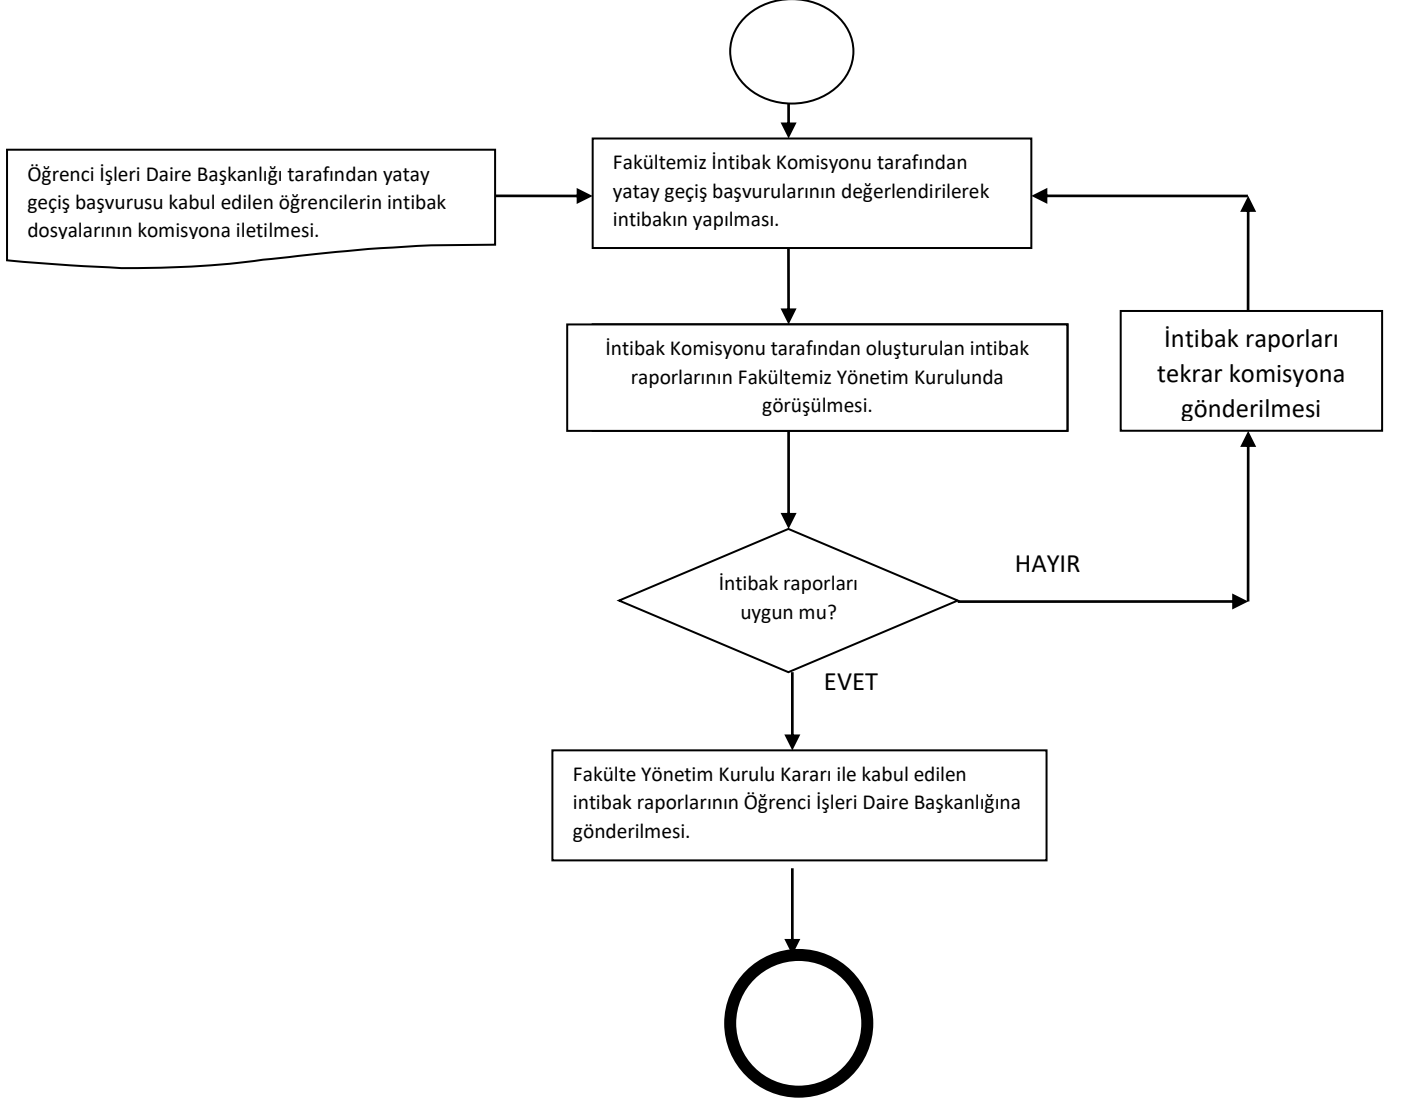 Öğrenci İşleri Daire Başkanlığı tarafından yatay
geçiş başvurusu kabul edilen öğrencilerin intibak
dosyalarının komisyona iletilmesi.
Fakültemiz İntibak Komisyonu tarafından
yatay geçiş başvurularının değerlendirilerek
intibakın yapılması.
İntibak Komisyonu tarafından oluşturulan intibak
raporlarının Fakültemiz Yönetim Kurulunda
görüşülmesi.
İntibak raporları
tekrar komisyona
gönderilmesi
İntibak raporları
uygun mu?
HAYIR
EVET
Fakülte Yönetim Kurulu Kararı ile kabul edilen
intibak raporlarının Öğrenci İşleri Daire Başkanlığına
gönderilmesi.